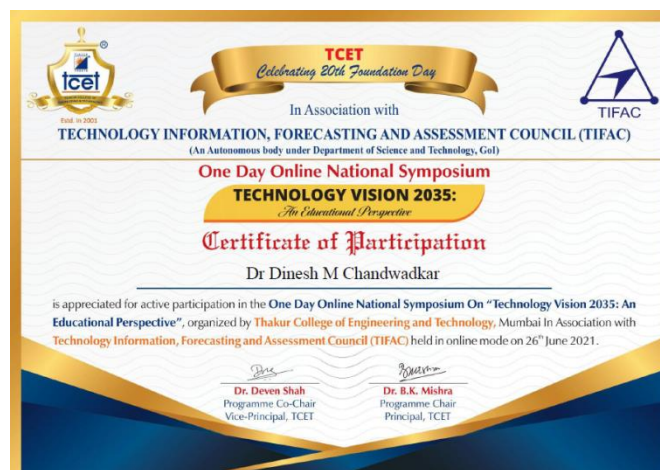 TCET
Celebrating 20th Foundation Day
tcet
Estd. in 2001
TIFAC
In Association with
TECHNOLOGY INFORMATION, FORECASTING AND ASSESSMENT COUNCIL (TIFAC)
(An Autonomous body under Department of Science and Technology, GoI)
One Day Online National Symposium
TECHNOLOGY VISION 2035:
An Educational Perspective
Certificate of Participation
Dr Dinesh M Chandwadkar
is appreciated for active participation in the One Day Online National Symposium On "Technology Vision 2035: An
Educational Perspective", organized by Thakur College of Engineering and Technology, Mumbai In Association with
Technology Information, Forecasting and Assessment Council (TIFAC) held in online mode on 26th June 2021.
Dr. Deven Shah
Programme Co-Chair
Vice-Principal, TCET
Dr. B.K. Mishra
Programme Chair
Principal, TCET